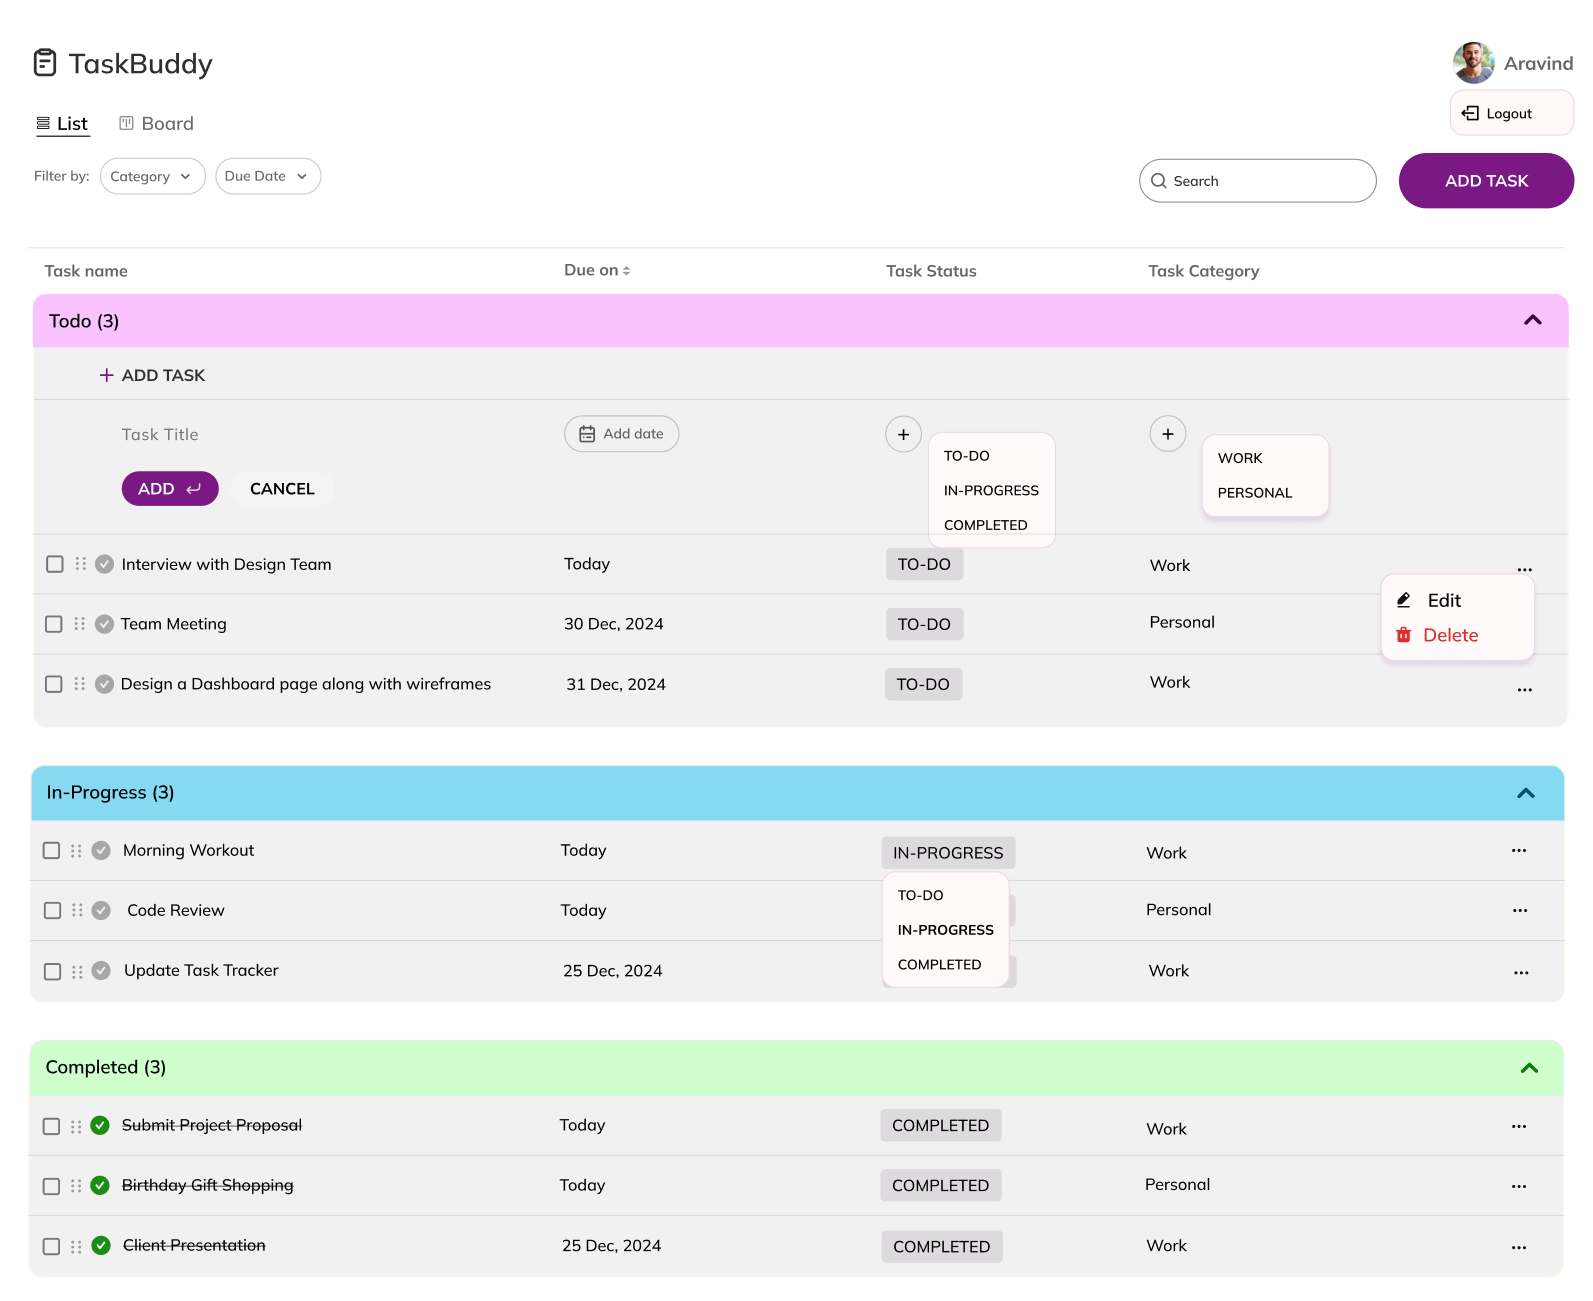 TaskBuddy
Aravind
Logout
List Board
Filter by: Category Due Date
Search
ADD TASK
Task name Due on Task Status Task Category
Todo (3)
+ ADD TASK
Task Title Add date + +
TO-DO
IN-PROGRESS
COMPLETED
WORK
PERSONAL
ADD CANCEL
Interview with Design Team Today TO-DO Work ...
Edit
Delete
Team Meeting 30 Dec, 2024 TO-DO Personal
Design a Dashboard page along with wireframes 31 Dec, 2024 TO-DO Work ...
In-Progress (3)
Morning Workout Today IN-PROGRESS Work ...
TO-DO
IN-PROGRESS
COMPLETED
Code Review Today Personal ...
Update Task Tracker 25 Dec, 2024 Work ...
Completed (3)
Submit Project Proposal Today COMPLETED Work ...
Birthday Gift Shopping Today COMPLETED Personal ...
Client Presentation 25 Dec, 2024 COMPLETED Work ...